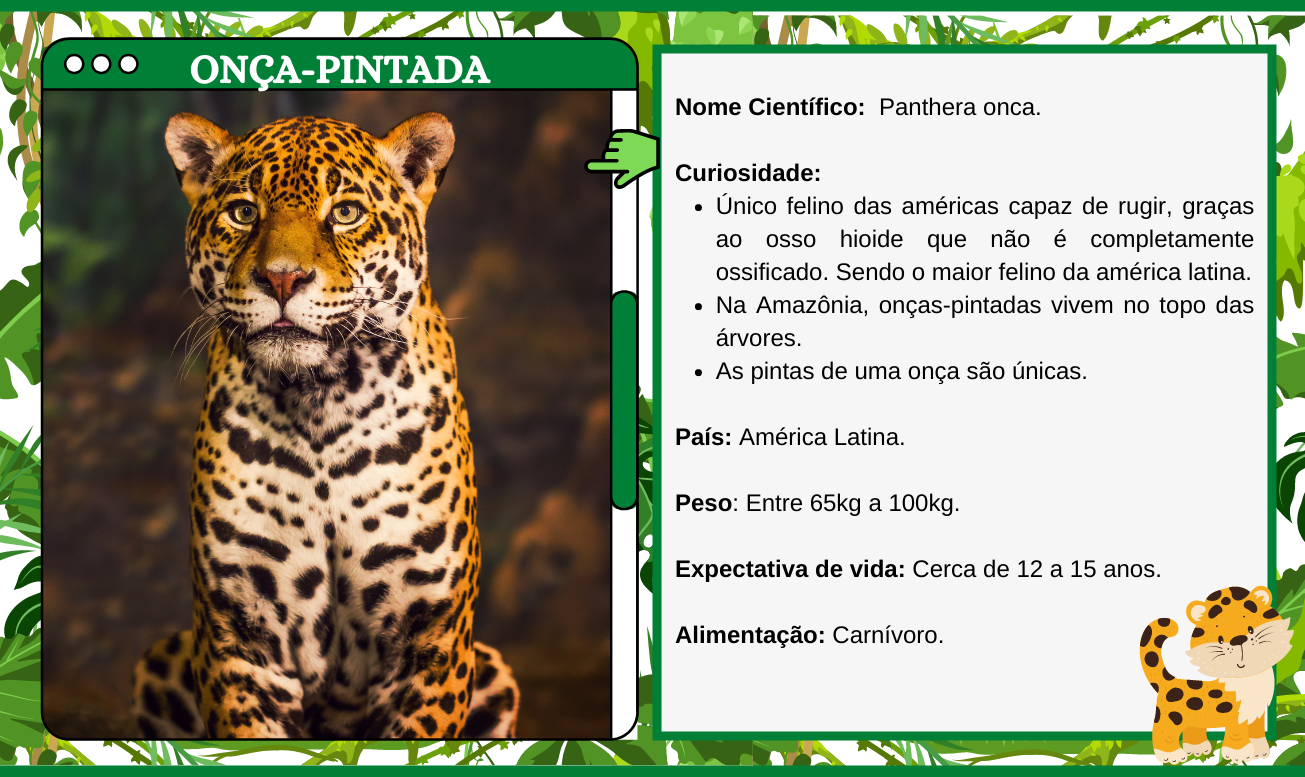 ONÇA-PINTADA
Nome Científico: Panthera onca.
Curiosidade:
• Único felino das américas capaz de rugir, graças
ao osso hioide que não é completamente
ossificado. Sendo o maior felino da américa latina.
• Na Amazônia, onças-pintadas vivem no topo das
árvores.
• As pintas de uma onça são únicas.
País: América Latina.
Peso: Entre 65kg a 100kg.
Expectativa de vida: Cerca de 12 a 15 anos.
Alimentação: Carnívoro.